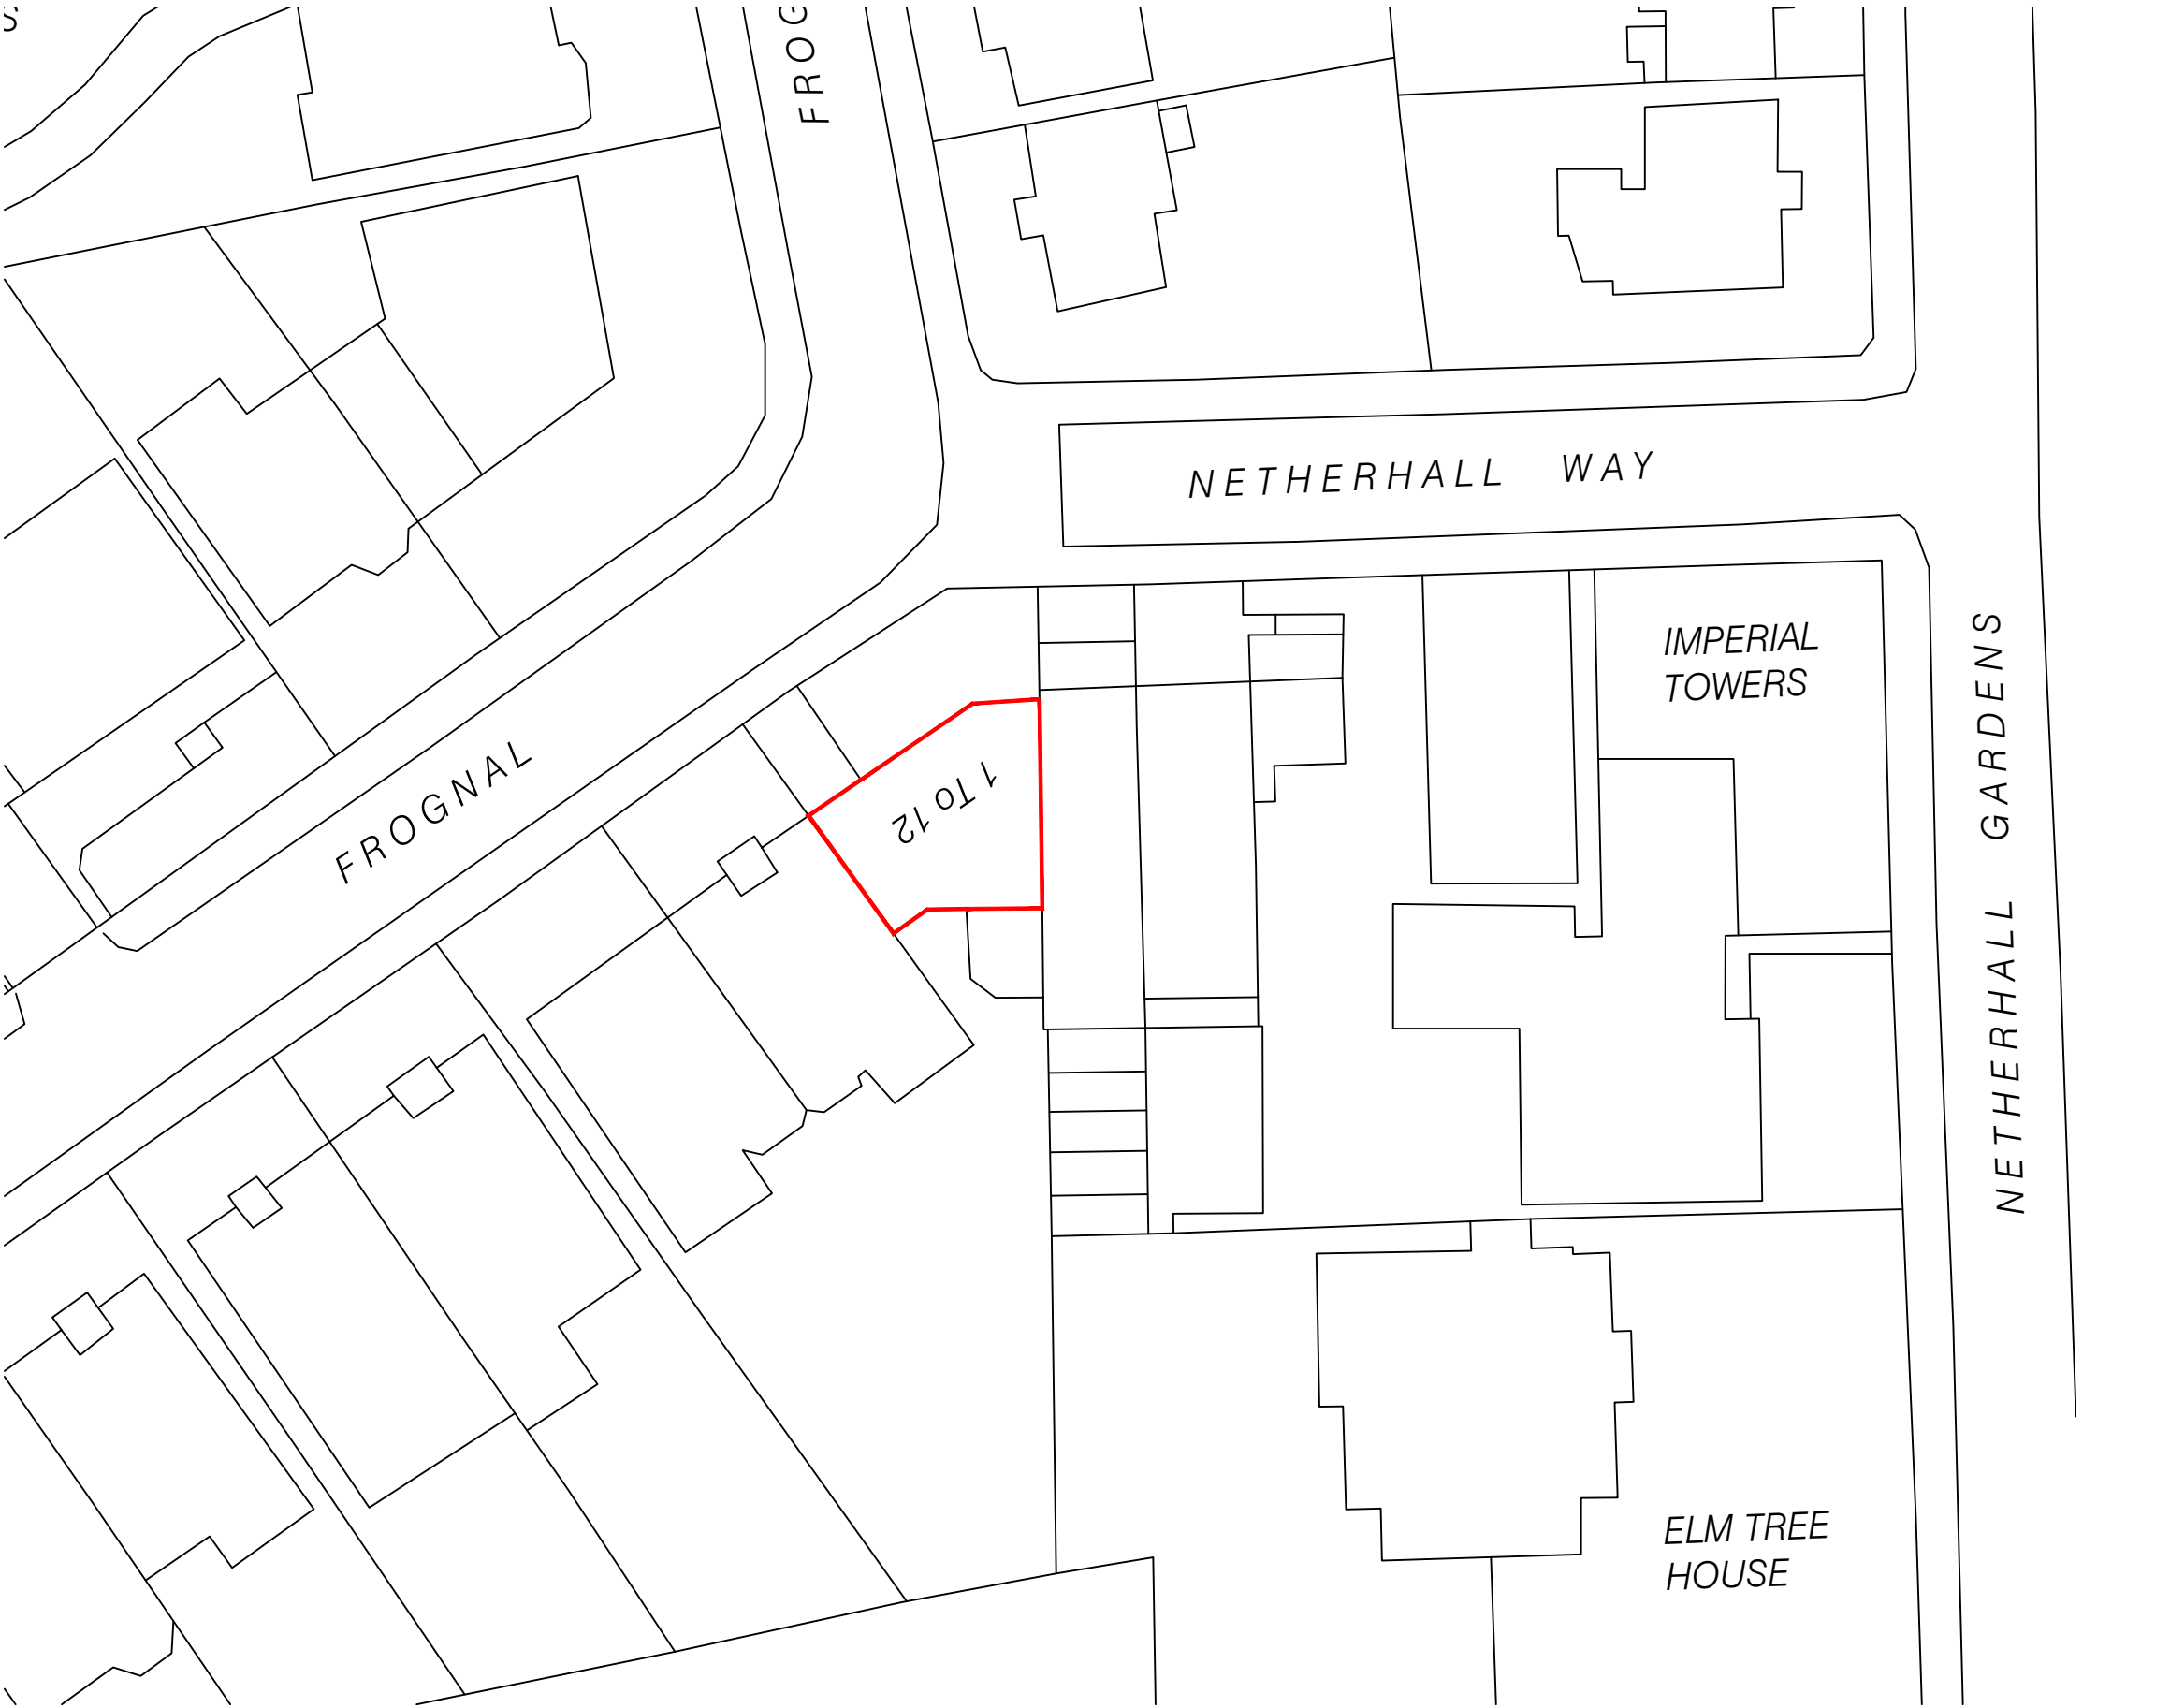 FROG
NETHERHALL WAY
IMPERIAL
TOWERS
FROGNAL
1 TO 12
NETHERHALL GARDENS
ELM TREE
HOUSE